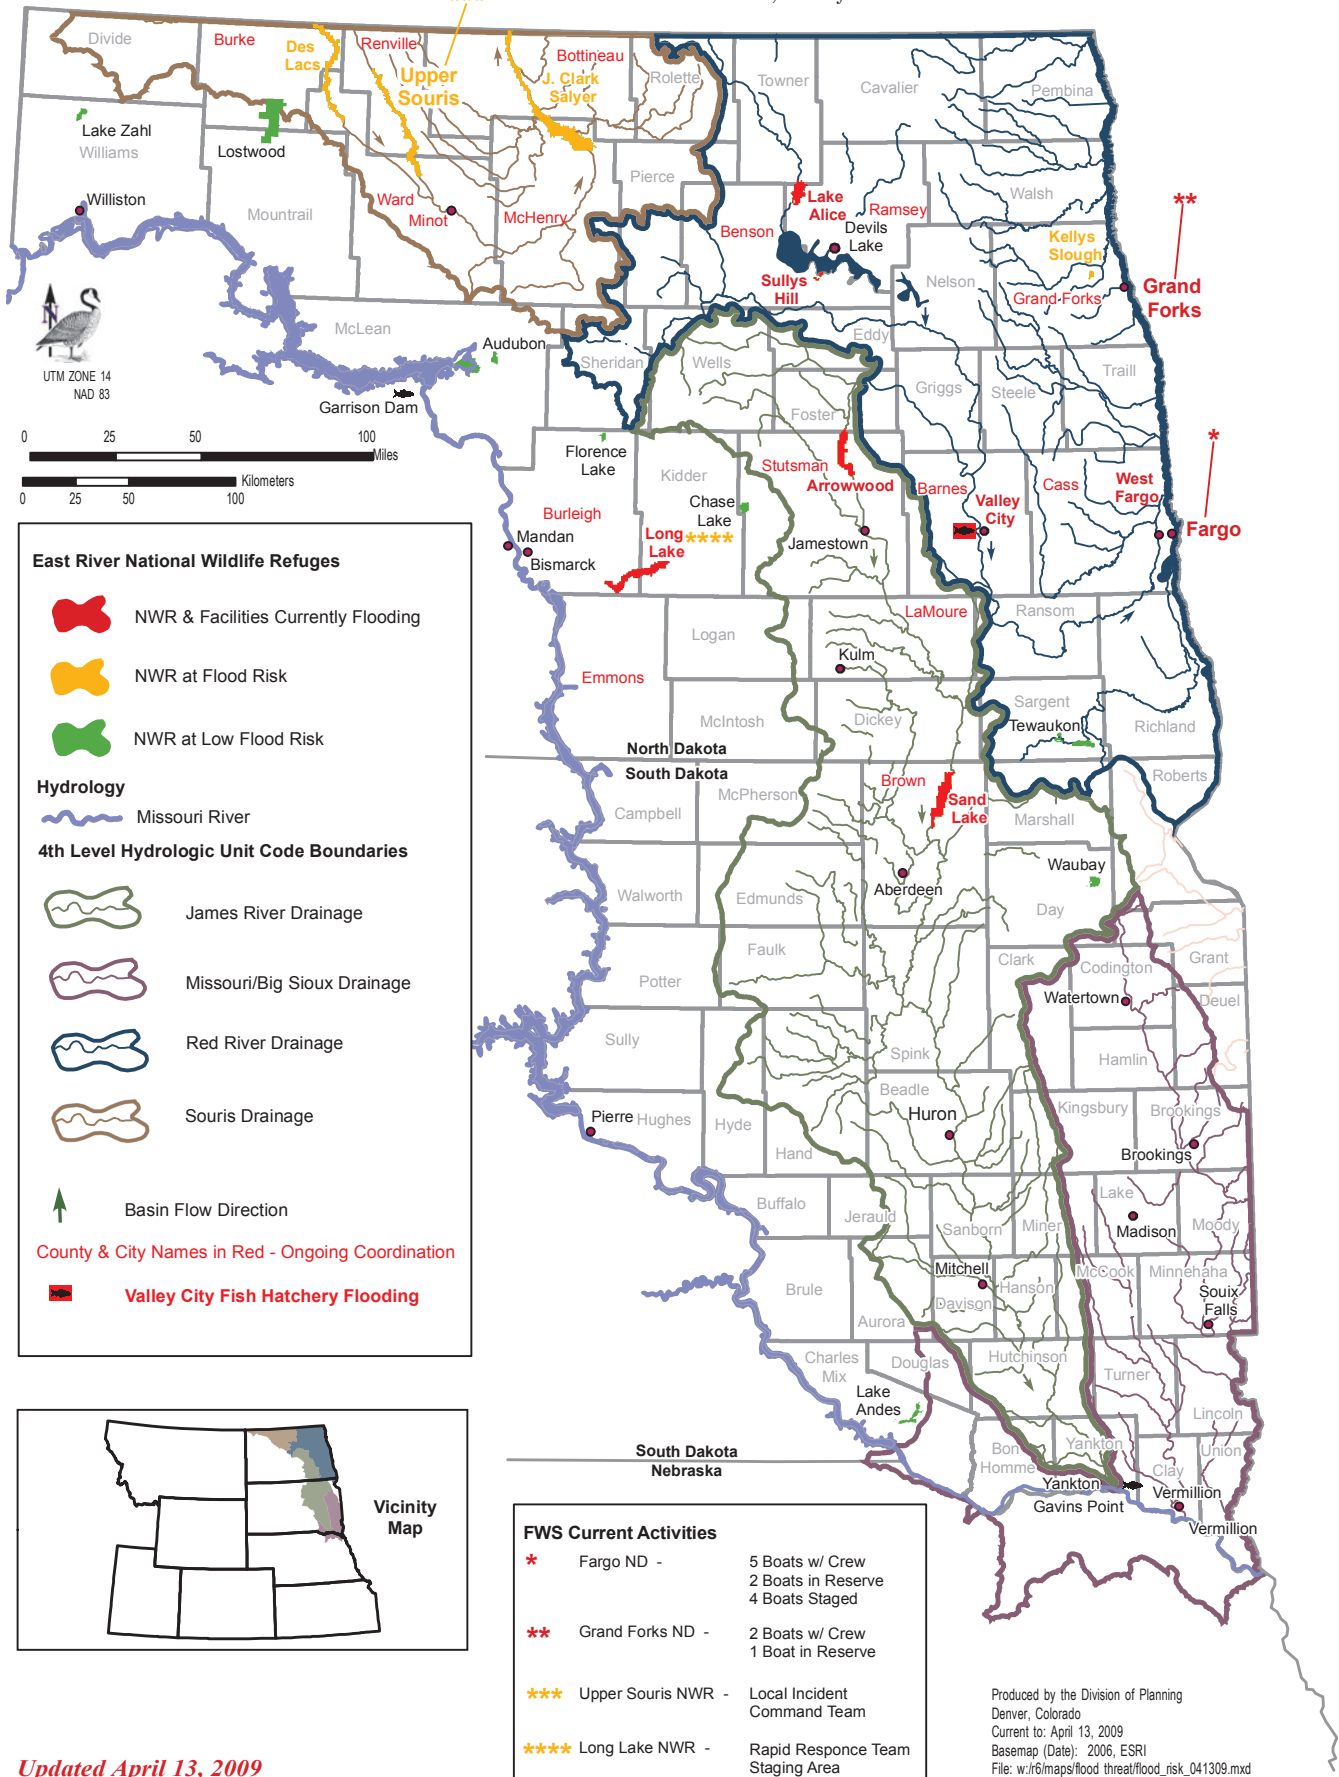 ***
Divide
Burke
Des
Lacs
Renville
Upper
Souris
Bottineau
J. Clark
Salyer
Rolette
Towner
Cavalier
Pembina
Lake Zahl
Williams
Lostwood
Pierce
Walsh
Williston
Mountrail
Ward
Minot
McHenry
Benson
Lake
Alice
Ramsey
Devils
Lake
**
Kellys
Slough
Sullys
Hill
Nelson
Grand Forks
Grand
Forks
N
UTM ZONE 14
NAD 83
McLean
Audubon
Garrison Dam
Sheridan
Wells
Eddy
Foster
Griggs
Steele
Traill
0 25 50 100
Miles
Kilometers
0 25 50 100
Florence
Lake
Kidder
Chase
Lake
****
Stutsman
Arrowwood
Barnes
Valley
City
Cass
West
Fargo
*
Fargo
Burleigh
Mandan
Bismarck
Long
Lake
Jamestown
LaMoure
Ransom
Logan
Kulm
Emmons
McIntosh
Dickey
Sargent
Tewaukon
Richland
North Dakota
South Dakota
Roberts
Campbell
McPherson
Brown
Sand
Lake
Marshall
Waubay
Aberdeen
Walworth
Edmunds
Day
Faulk
Clark
Codington
Grant
Potter
Watertown
Deuel
Sully
Spink
Hamlin
Beadle
Huron
Kingsbury
Brookings
Pierre
Hughes
Hyde
Hand
Brookings
Buffalo
Jerauld
Sanborn
Miner
Lake
Madison
Moody
Mitchell
Hanson
Davison
McCook
Minnehaha
Souix
Falls
Brule
Aurora
Charles
Mix
Douglas
Hutchinson
Turner
Lake
Andes
Lincoln
South Dakota
Nebraska
Bon
Homme
Yankton
Clay
Union
Yankton
Gavins Point
Vermillion
Vermillion
East River National Wildlife Refuges
NWR & Facilities Currently Flooding
NWR at Flood Risk
NWR at Low Flood Risk
Hydrology
Missouri River
4th Level Hydrologic Unit Code Boundaries
James River Drainage
Missouri/Big Sioux Drainage
Red River Drainage
Souris Drainage
Basin Flow Direction
County & City Names in Red - Ongoing Coordination
Valley City Fish Hatchery Flooding
Vicinity
Map
FWS Current Activities
* Fargo ND - 5 Boats w/ Crew
2 Boats in Reserve
4 Boats Staged
** Grand Forks ND - 2 Boats w/ Crew
1 Boat in Reserve
*** Upper Souris NWR - Local Incident
Command Team
**** Long Lake NWR - Rapid Responce Team
Staging Area
Produced by the Division of Planning
Denver, Colorado
Current to: April 13, 2009
Basemap (Date): 2006, ESRI
File: w:/r6/maps/flood threat/flood_risk_041309.mxd
Updated April 13, 2009